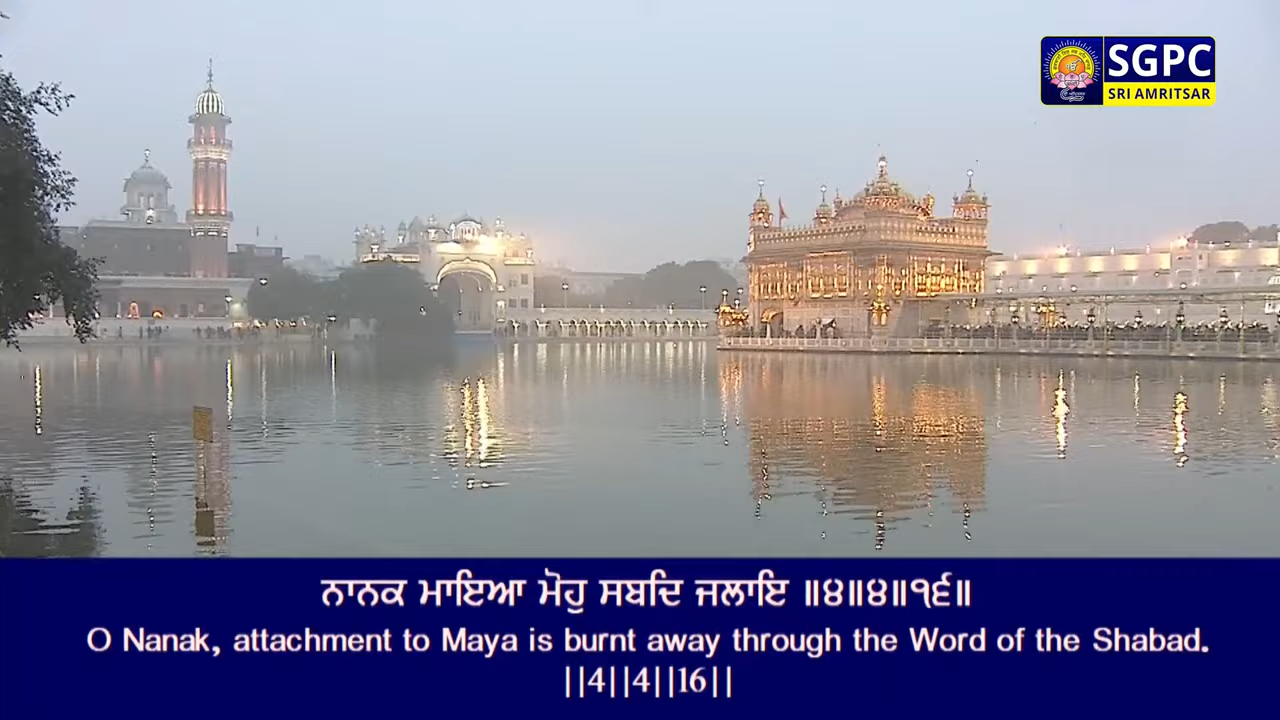 SGPC
SRI AMRITSAR
ਨਾਨਕ ਮਾਇਆ ਮੋਹੁ ਸਬਦਿ ਜਲਾਇ ॥੪॥੪॥੧੬॥
O Nanak, attachment to Maya is burnt away through the Word of the Shabad.
||4||4||16||